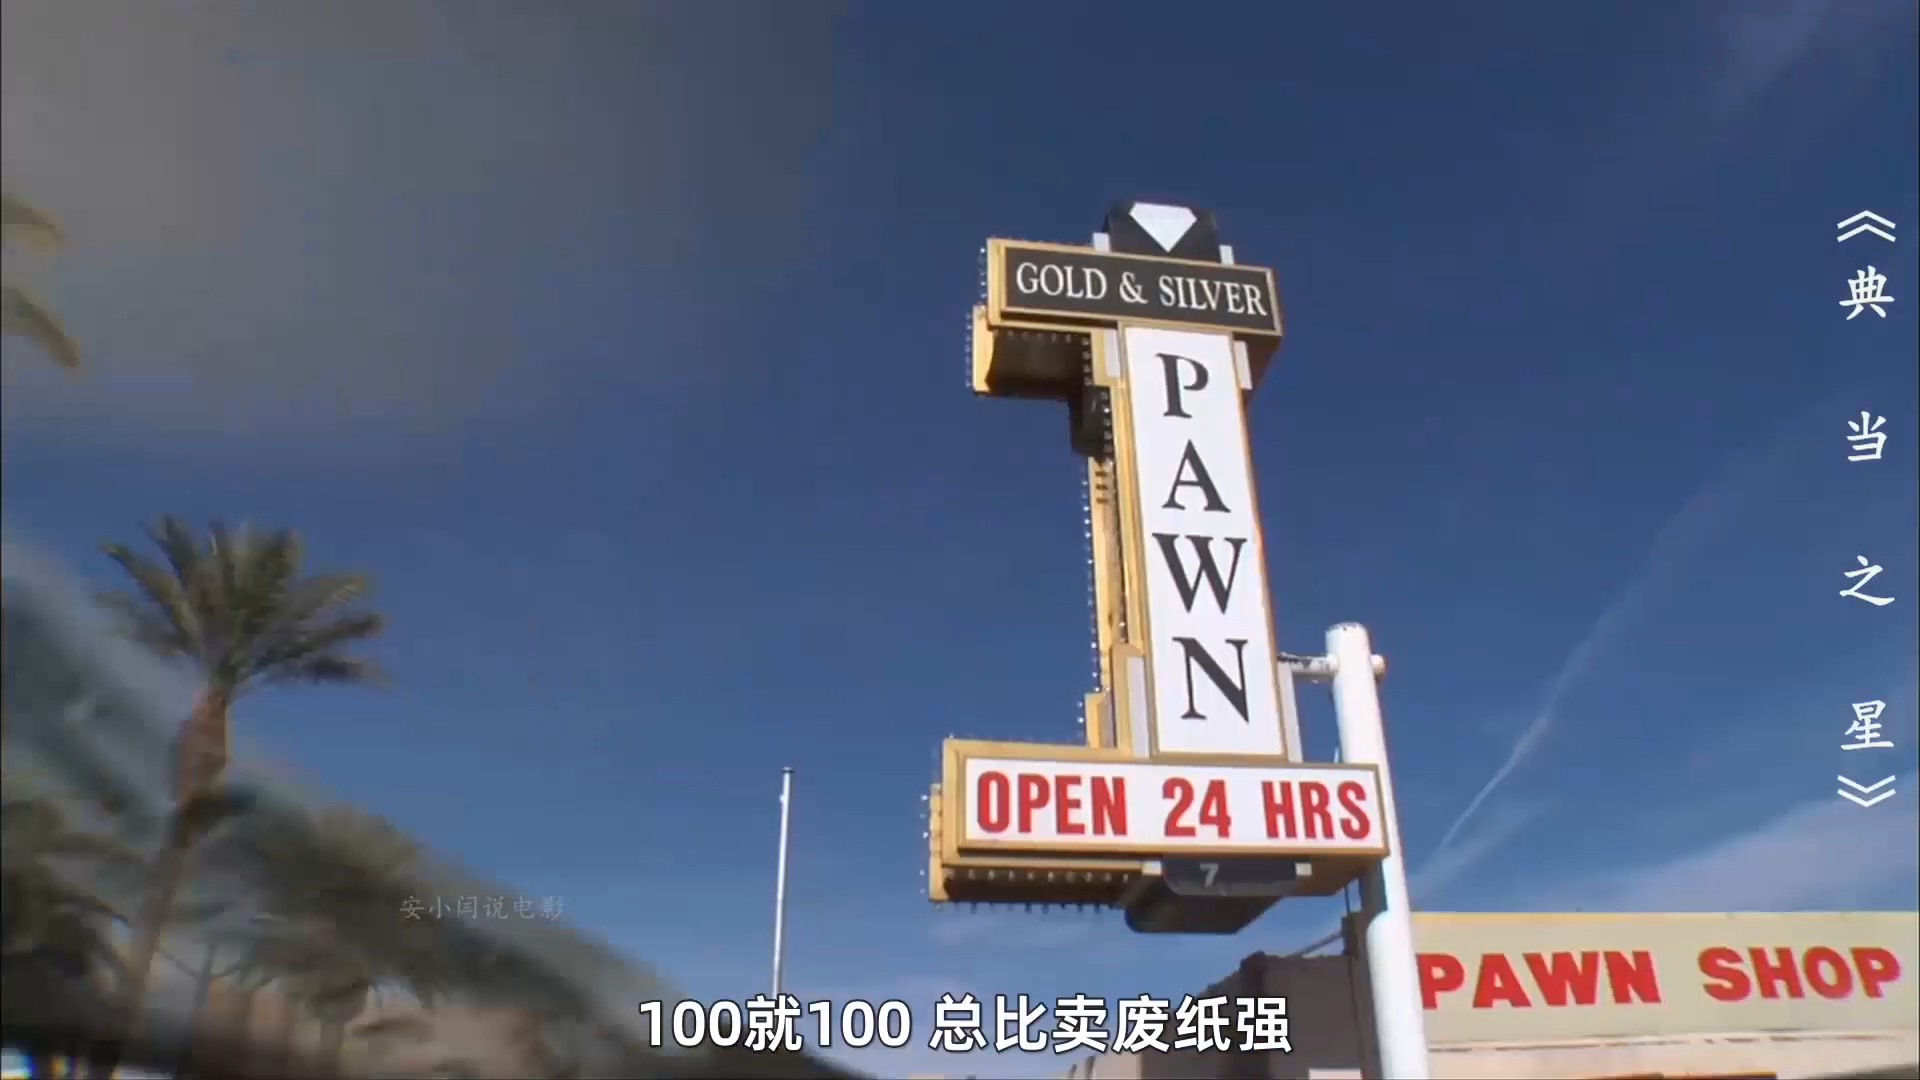 GOLD & SILVER
PAWN
OPEN 24 HRS
7
PAWN SHOP
《典当之星》
安小闫说电影
100就100 总比卖废纸强